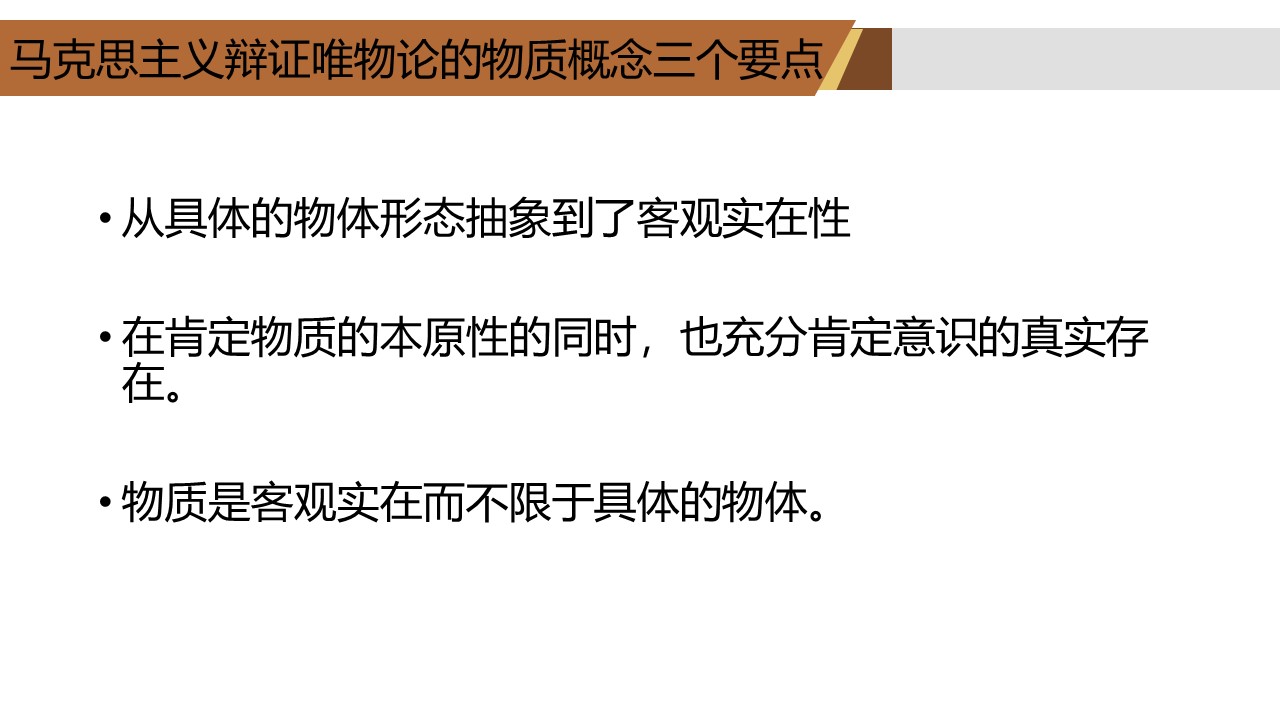 马克思主义辩证唯物论的物质概念三个要点
•从具体的物体形态抽象到了客观实在性
•在肯定物质的本原性的同时，也充分肯定意识的真实存
在。
•物质是客观实在而不限于具体的物体。